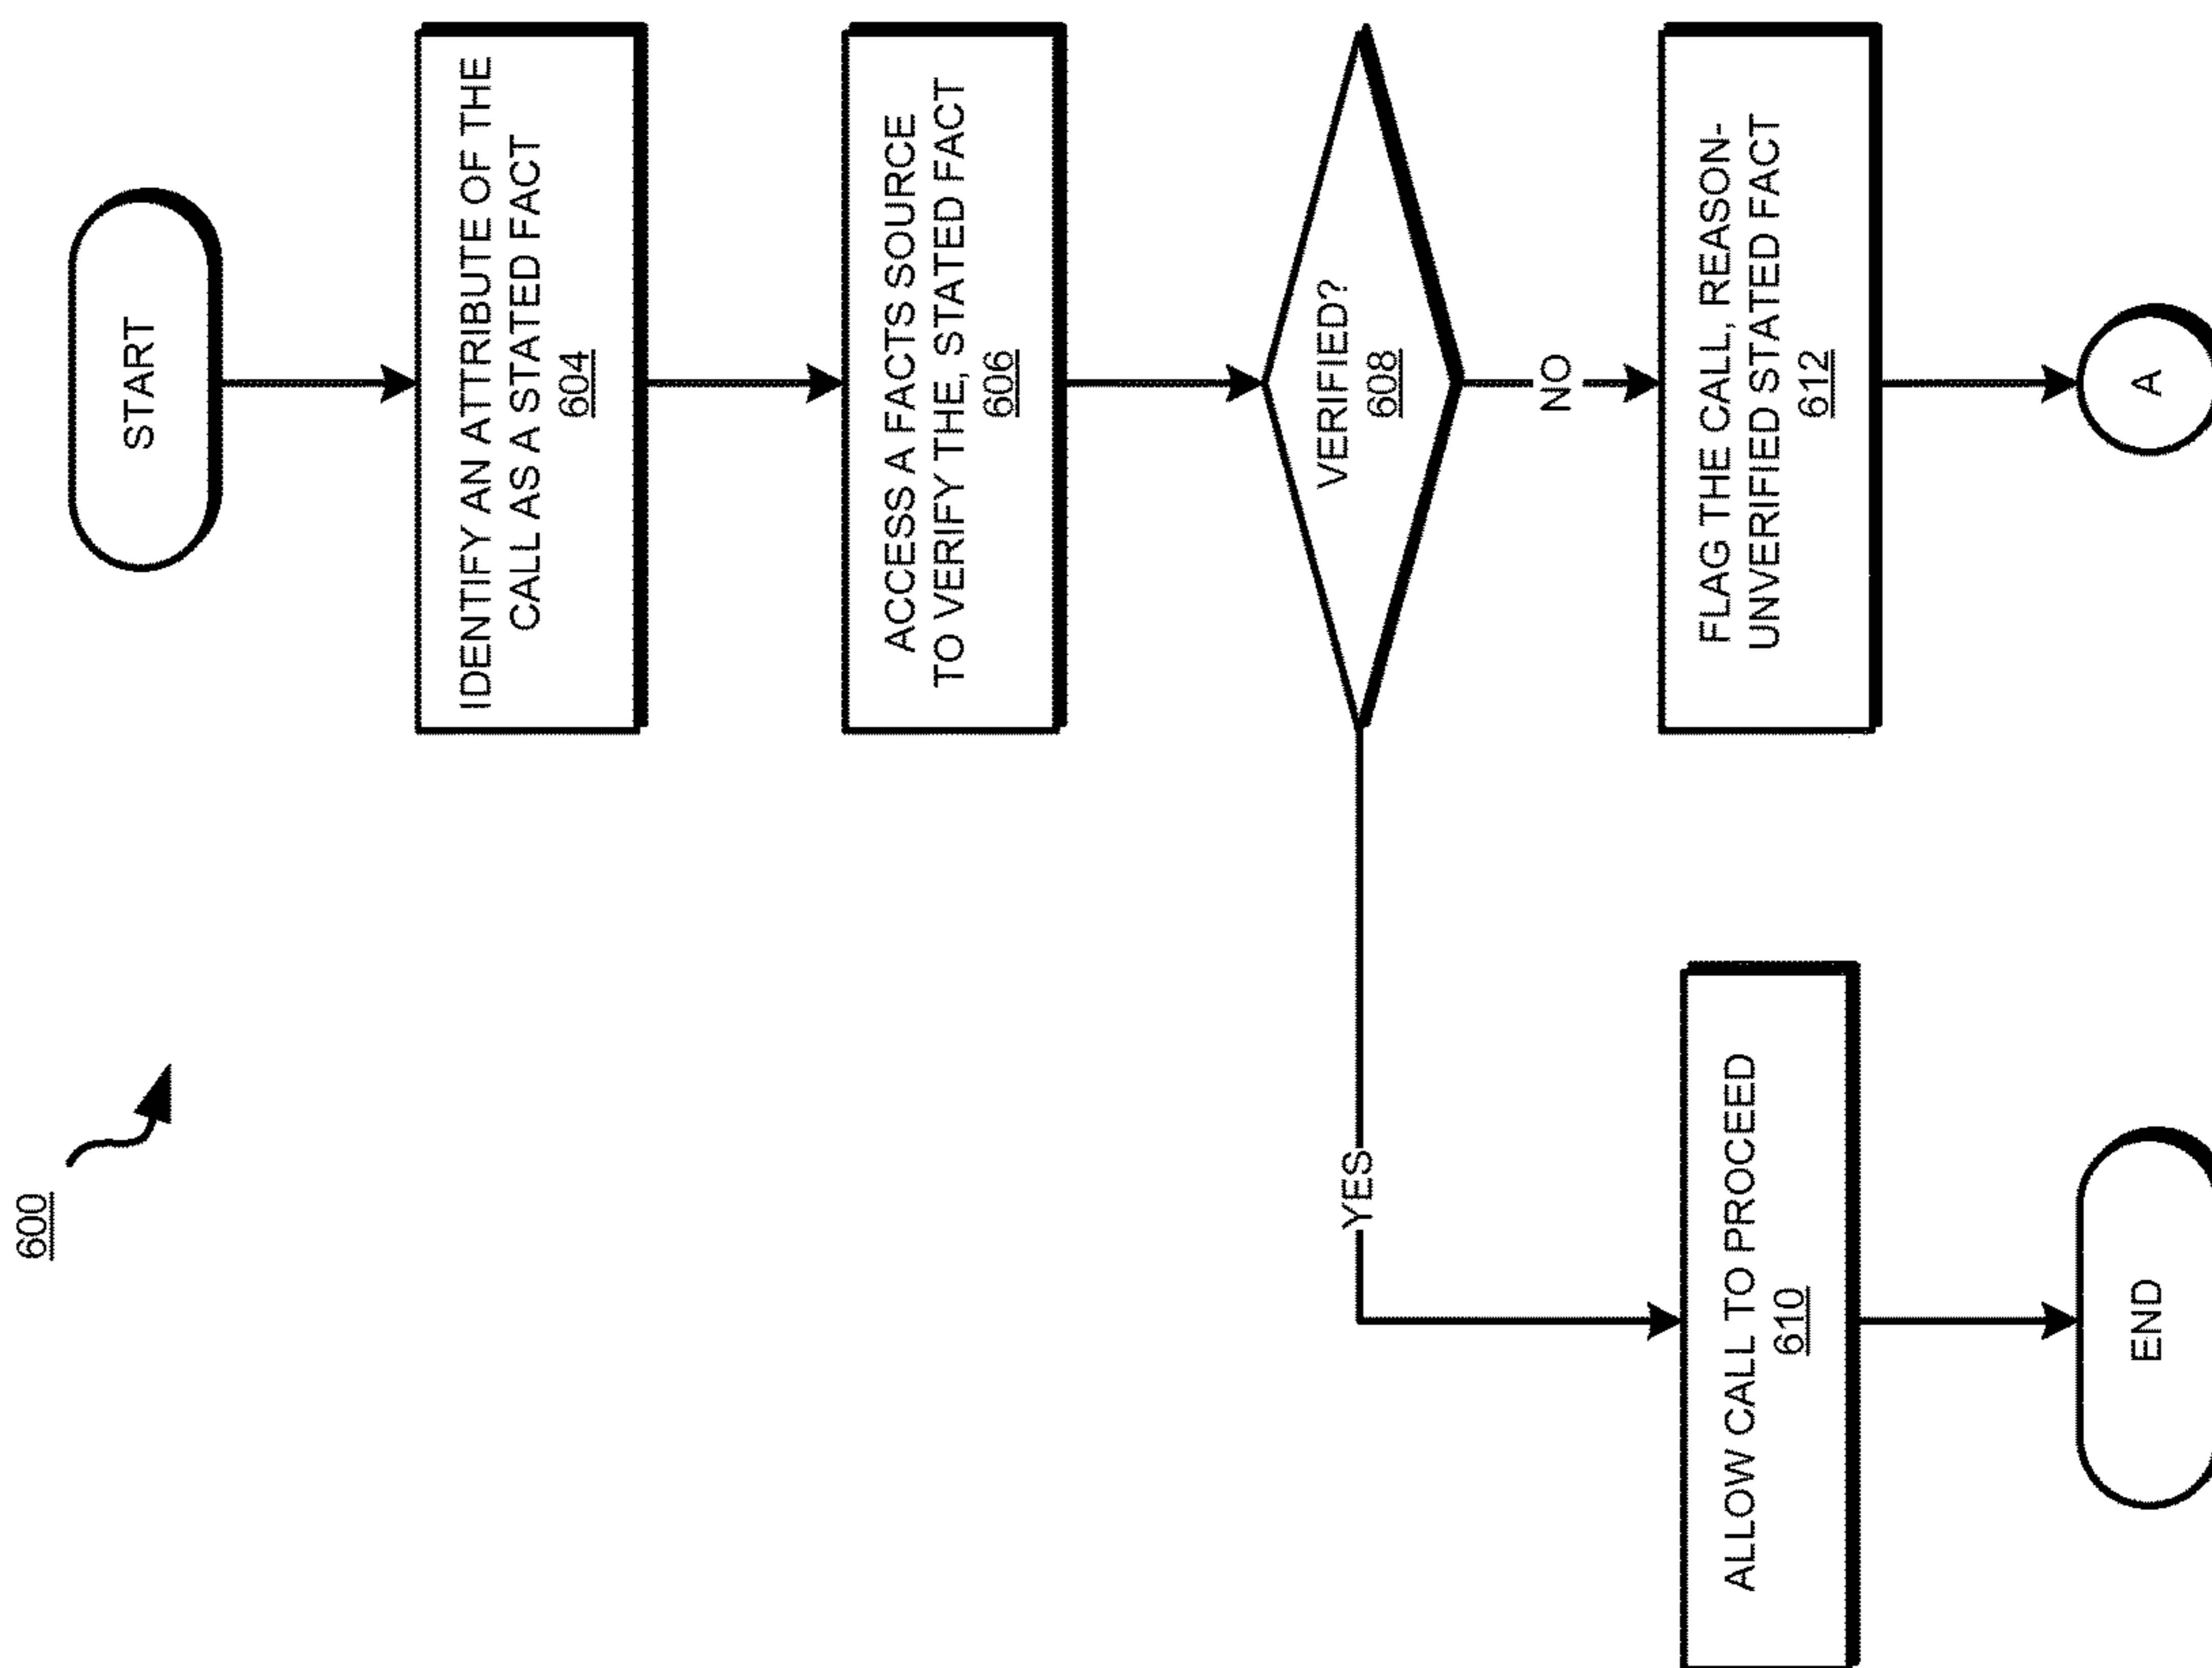 600
START
IDENTIFY AN ATTRIBUTE OF THE
CALL AS A STATED FACT
604
ACCESS A FACTS SOURCE
TO VERIFY THE, STATED FACT
606
VERIFIED?
608
YES
NO
ALLOW CALL TO PROCEED
610
FLAG THE CALL, REASON-
UNVERIFIED STATED FACT
612
END
A